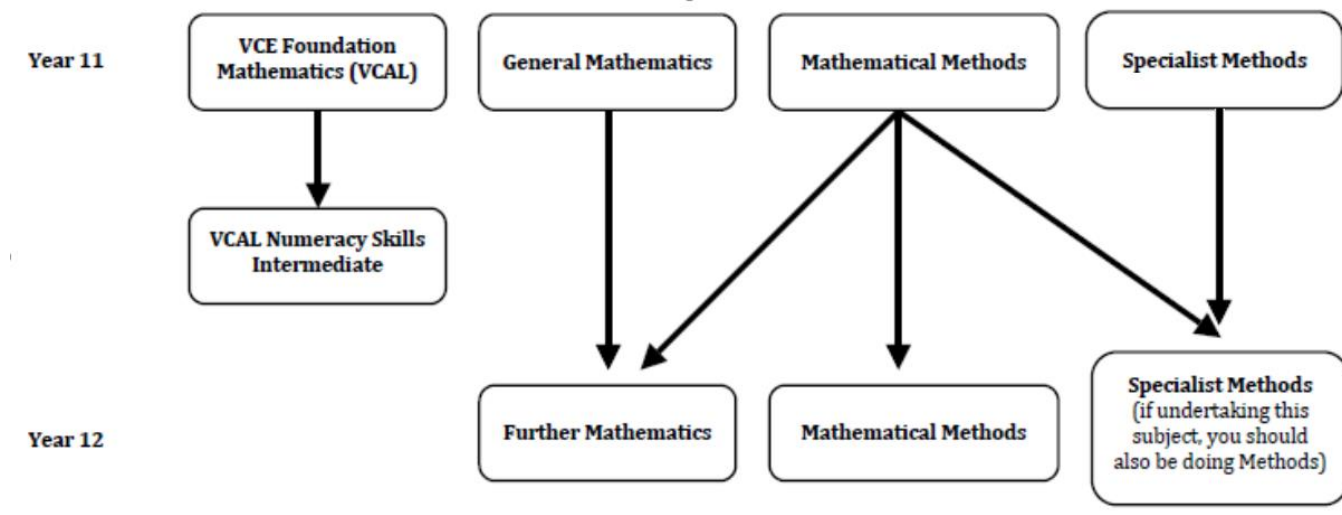 Year 11
VCE Foundation
Mathematics (VCAL)
General Mathematics
Mathematical Methods
Specialist Methods
VCAL Numeracy Skills
Intermediate
Year 12
Further Mathematics
Mathematical Methods
Specialist Methods
(if undertaking this
subject, you should
also be doing Methods)